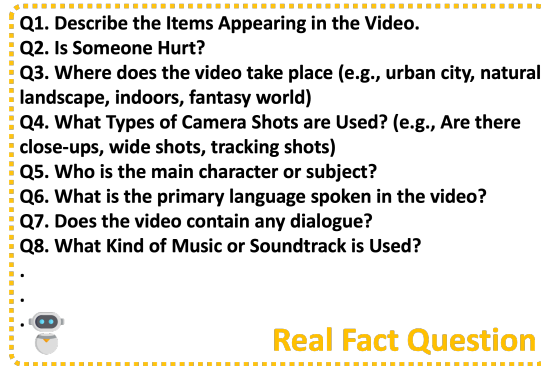 Q1. Describe the Items Appearing in the Video.
Q2. Is Someone Hurt?
Q3. Where does the video take place (e.g., urban city, natural
landscape, indoors, fantasy world)
Q4. What Types of Camera Shots are Used? (e.g., Are there
close-ups, wide shots, tracking shots)
Q5. Who is the main character or subject?
Q6. What is the primary language spoken in the video?
Q7. Does the video contain any dialogue?
Q8. What Kind of Music or Soundtrack is Used?
.
.
.
Real Fact Question